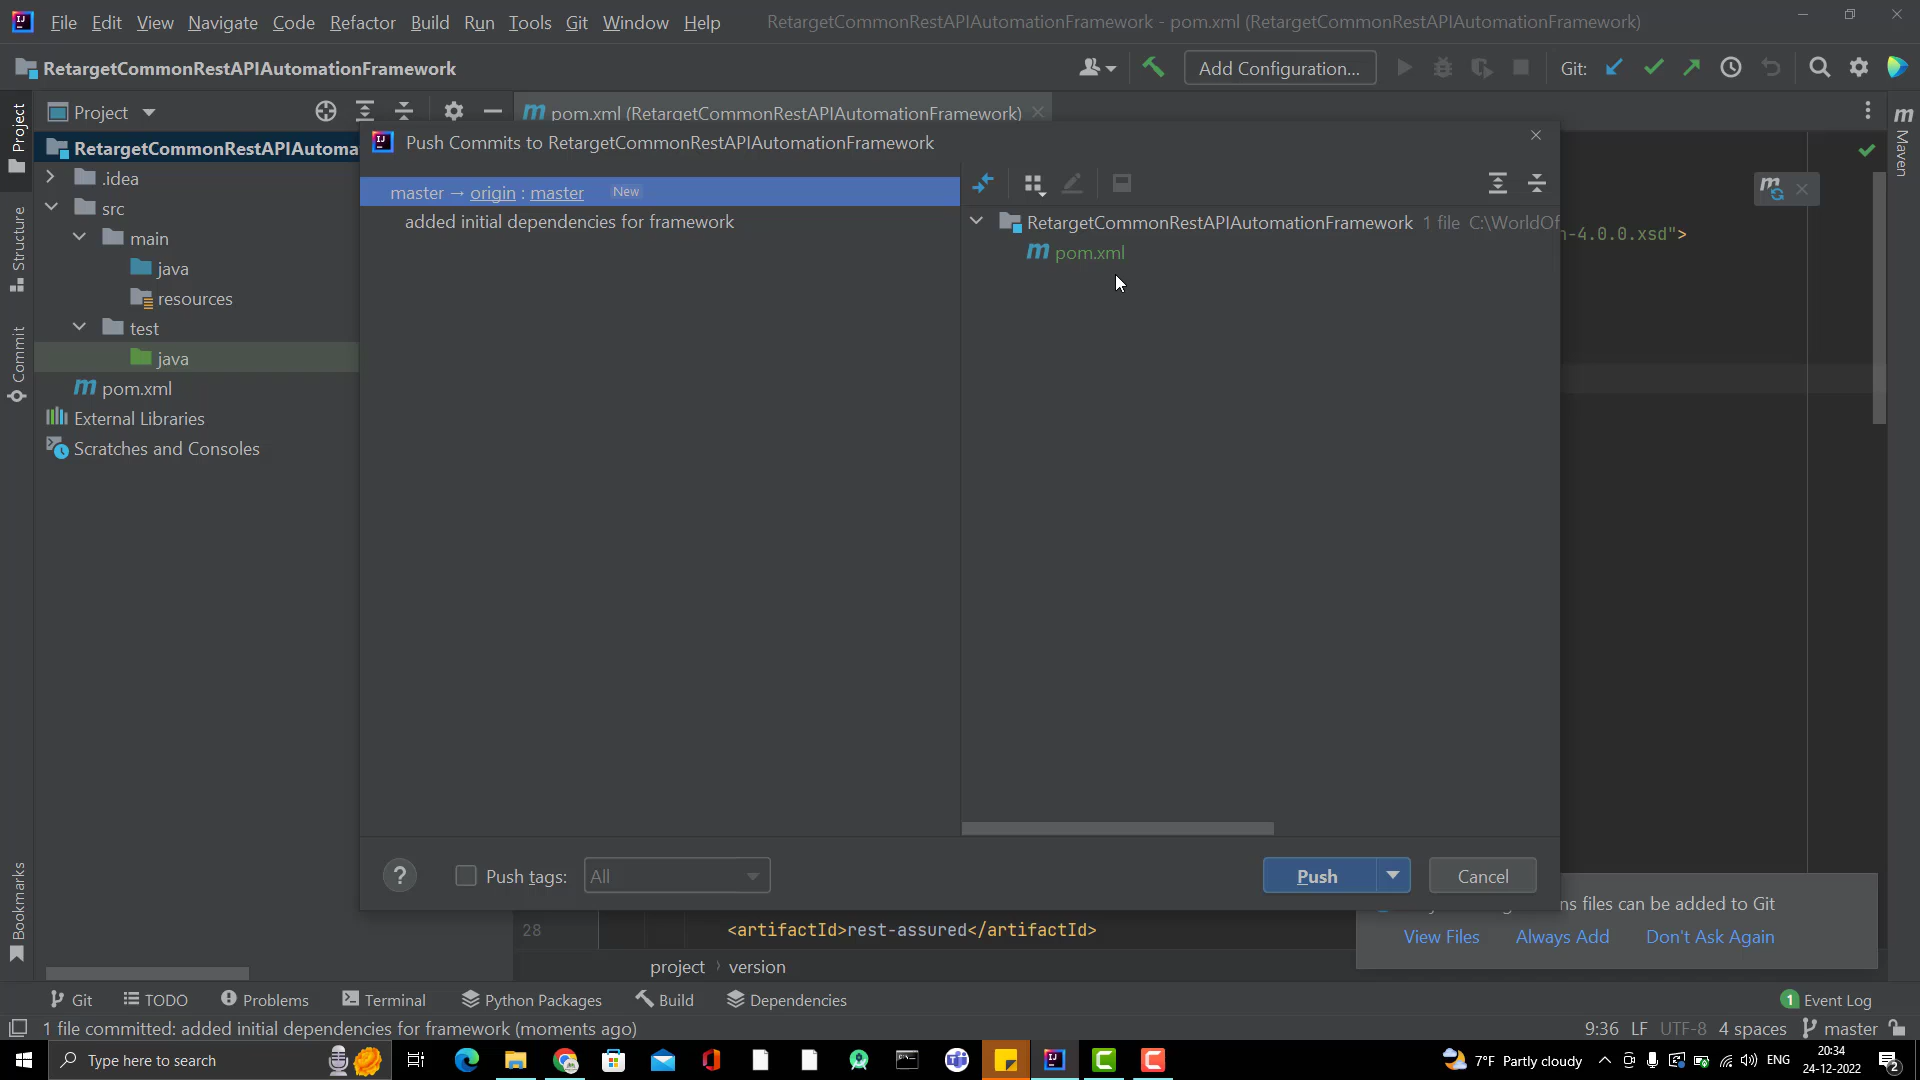 File Edit View Navigate Code Refactor Build Run Tools Git Window Help RetargetCommonRestAPIAutomationFramework - pom.xml (RetargetCommonRestAPIAutomationFramework)
RetargetCommonRestAPIAutomationFramework Add Configuration... Git:
Project pom.xml (RetargetCommonRestAPIAutomationFramework)
Push Commits to RetargetCommonRestAPIAutomationFramework
RetargetCommonRestAPIAutoma
.idea
src
main
java
resources
test
java
pom.xml
External Libraries
Scratches and Consoles
master → origin : master New
added initial dependencies for framework
RetargetCommonRestAPIAutomationFramework 1 file C:\WorldOf
pom.xml
-4.0.0.xsd">
Push tags: All
Push
Cancel
28 <artifactId>rest-assured</artifactId>
project › version
ns files can be added to Git
View Files Always Add Don't Ask Again
Project
Structure
Commit
Bookmarks
Maven
Git TODO Problems Terminal Python Packages Build Dependencies 1 Event Log
1 file committed: added initial dependencies for framework (moments ago) 9:36 LF UTF-8 4 spaces master
Type here to search 7°F Partly cloudy ENG 20:34
24-12-2022 2